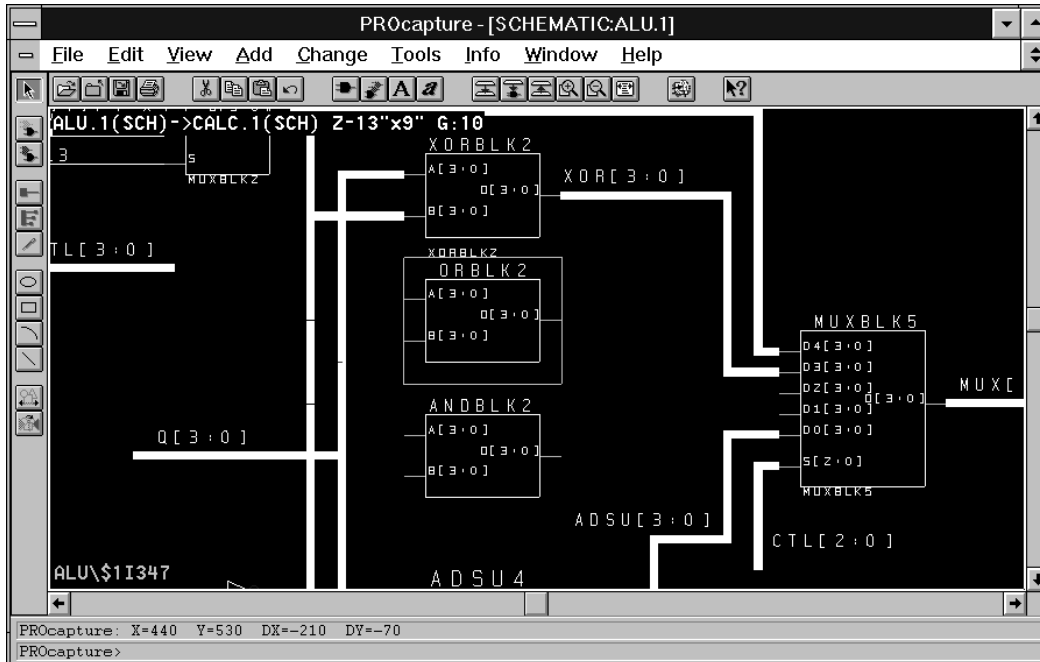 PROcapture - [SCHEMATIC:ALU.1]
File Edit View Add Change Tools Info Window Help
ALU.1(SCH)->CALC.1(SCH) Z-13"x9" G:10
XORBLK2
A[3:0]
O[3:0]
B[3:0]
XORBLK2
XOR[3:0]
S
MUXBLK2
TL[3:0]
ORBLK2
A[3:0]
O[3:0]
B[3:0]
MUXBLK5
D4[3:0]
D3[3:0]
D2[3:0]
D1[3:0]
D0[3:0]
O[3:0]
S[2:0]
MUXBLK5
MUX[
ANDBLK2
A[3:0]
O[3:0]
B[3:0]
Q[3:0]
ADSU[3:0]
CTL[2:0]
ALU\$1I347
ADSU4
PROcapture: X=440 Y=530 DX=-210 DY=-70
PROcapture>